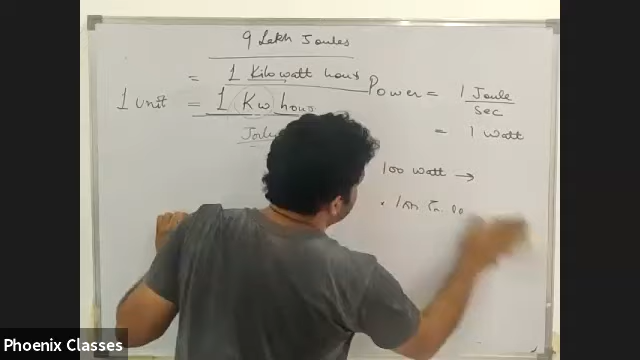 9 Lakh Joules
= 1 Kilowatt hour
1 unit = 1 Kw hour
Power = 1 Joule
Sec
= 1 watt
100 watt →
Phoenix Classes